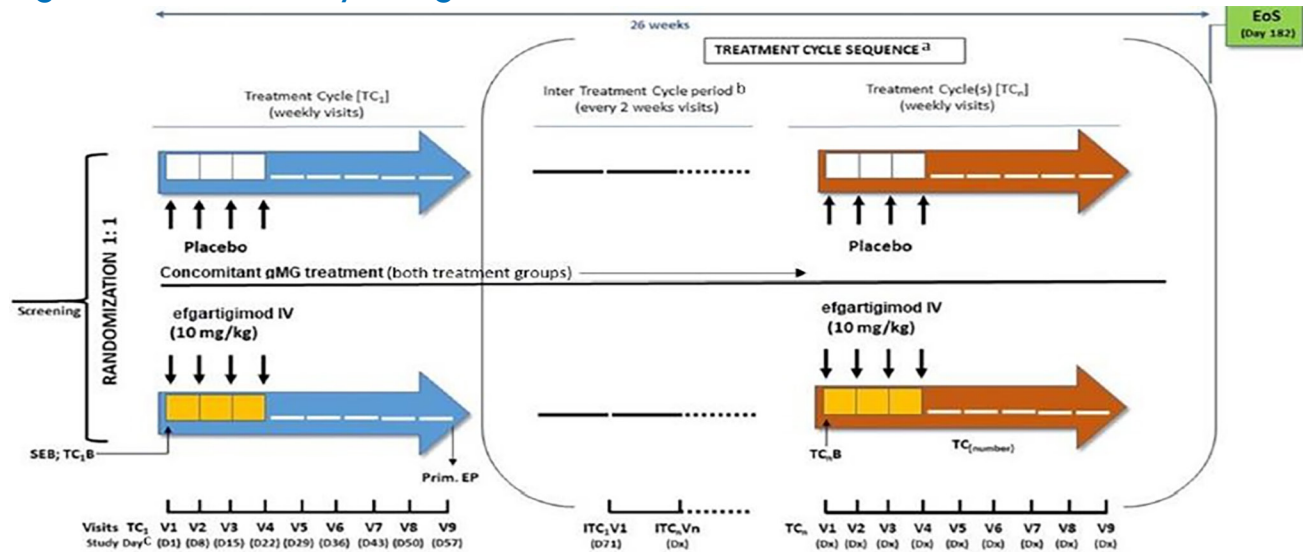 26 weeks
EoS
(Day 182)
TREATMENT CYCLE SEQUENCE a
Treatment Cycle [TC1]
(weekly visits)
Inter Treatment Cycle period b
(every 2 weeks visits)
Treatment Cycle(s) [TCn]
(weekly visits)
Placebo
Placebo
Concomitant gMG treatment (both treatment groups)
Screening
RANDOMIZATION 1: 1
efgartigimod IV
(10 mg/kg)
efgartigimod IV
(10 mg/kg)
SEB; TC1B
Prim. EP
TCnB
TC(number)
Visits TC1 V1 V2 V3 V4 V5 V6 V7 V8 V9
Study Day c (D1) (D8) (D15) (D22) (D29) (D36) (D43) (D50) (D57)
ITC1V1 ITCnVn
(D71) (Dx)
TCn V1 V2 V3 V4 V5 V6 V7 V8 V9
(Dx) (Dx) (Dx) (Dx) (Dx) (Dx) (Dx) (Dx) (Dx)